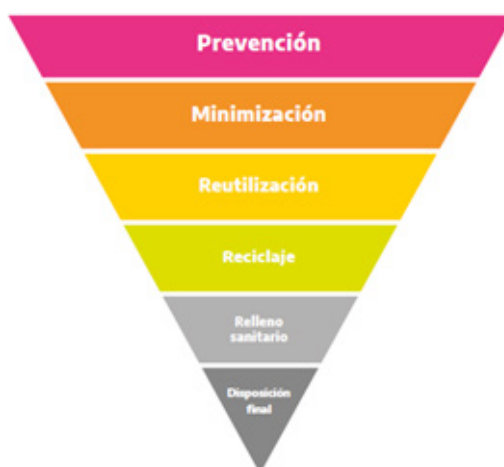 Prevención
Minimización
Reutilización
Reciclaje
Relleno
sanitario
Disposición
final